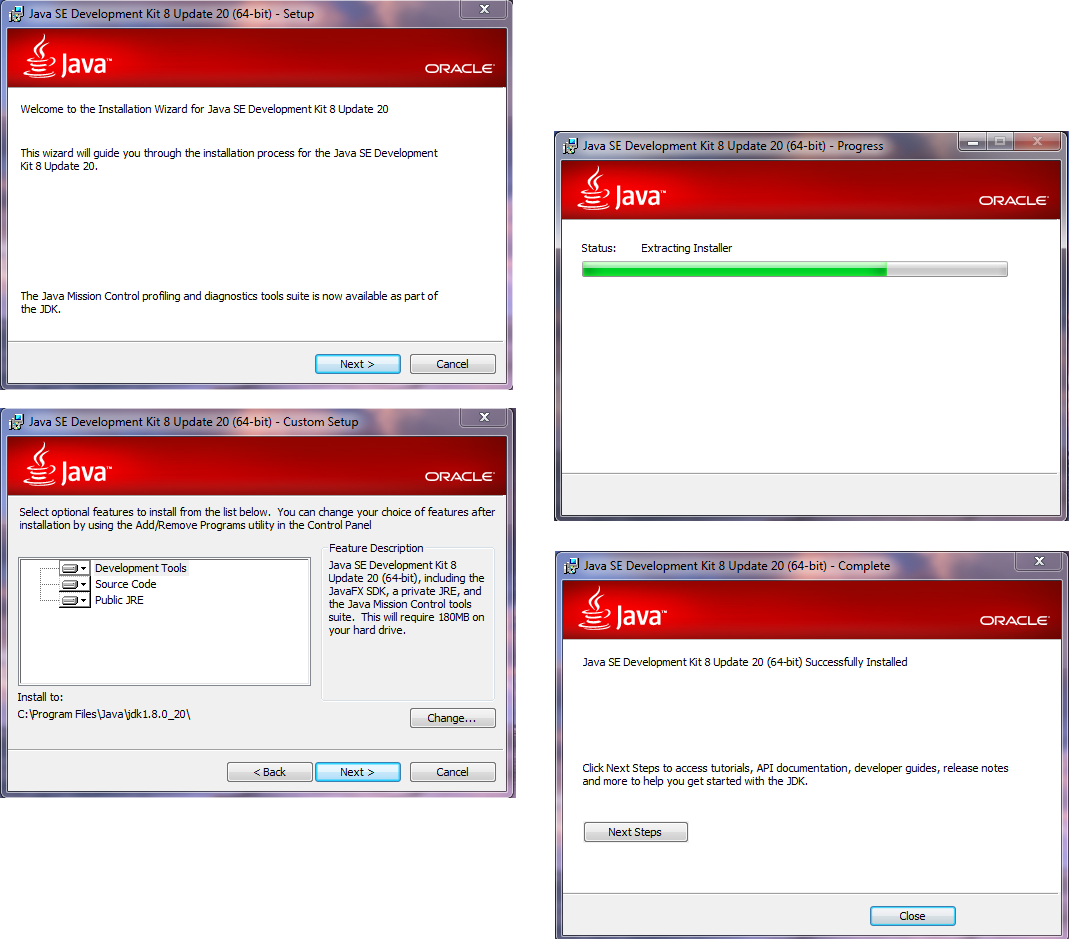 Java SE Development Kit 8 Update 20 (64-bit) - Setup
Java™
ORACLE
Welcome to the Installation Wizard for Java SE Development Kit 8 Update 20
This wizard will guide you through the installation process for the Java SE Development
Kit 8 Update 20.
The Java Mission Control profiling and diagnostics tools suite is now available as part of
the JDK.
Next >
Cancel
Java SE Development Kit 8 Update 20 (64-bit) - Custom Setup
Java™
ORACLE
Select optional features to install from the list below. You can change your choice of features after
installation by using the Add/Remove Programs utility in the Control Panel
Development Tools
Source Code
Public JRE
Feature Description
Java SE Development Kit 8
Update 20 (64-bit), including the
JavaFX SDK, a private JRE, and
the Java Mission Control tools
suite. This will require 180MB on
your hard drive.
Install to:
C:\Program Files\Java\jdk1.8.0_20\
Change...
< Back
Next >
Cancel
Java SE Development Kit 8 Update 20 (64-bit) - Progress
Java™
ORACLE
Status: Extracting Installer
Java SE Development Kit 8 Update 20 (64-bit) - Complete
Java™
ORACLE
Java SE Development Kit 8 Update 20 (64-bit) Successfully Installed
Click Next Steps to access tutorials, API documentation, developer guides, release notes
and more to help you get started with the JDK.
Next Steps
Close